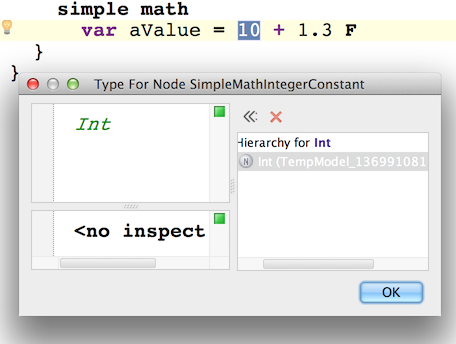 simple math
var aValue = 10 + 1.3 F
}
}
Type For Node SimpleMathIntegerConstant
Int
Hierarchy for Int
N Int (TempModel_136991081
<no inspect
OK